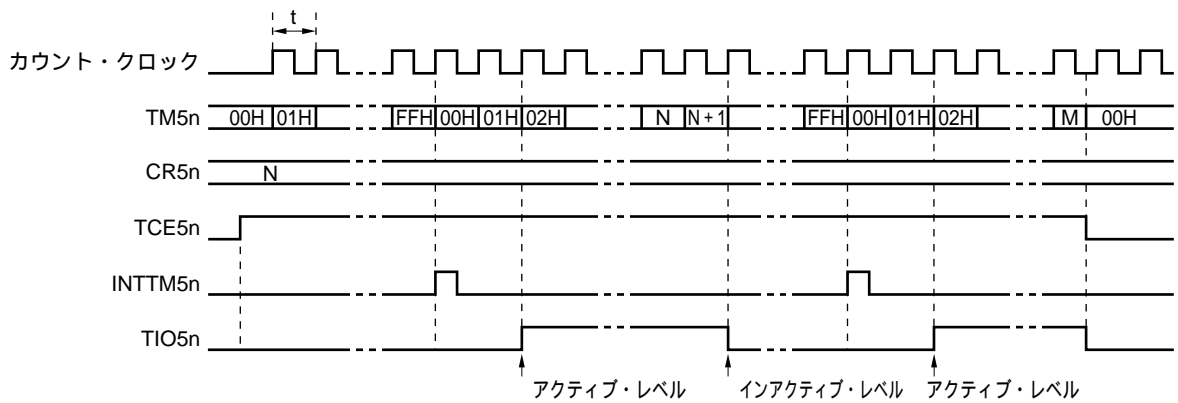 t
カウント・クロック
TM5n 00H 01H FFH 00H 01H 02H N N + 1 FFH 00H 01H 02H M 00H
CR5n N
TCE5n
INTTM5n
TIO5n
アクティブ・レベル インアクティブ・レベル アクティブ・レベル